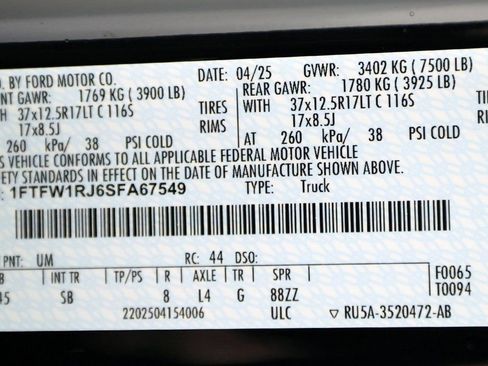 . BY FORD MOTOR CO. DATE: 04/25 GVWR: 3402 KG ( 7500 LB)
NT GAWR: 1769 KG ( 3900 LB) REAR GAWR: 1780 KG ( 3925 LB)
H 37x12.5R17LT C 116S TIRES WITH 37x12.5R17LT C 116S
17x8.5J RIMS 17x8.5J
260 kPa/ 38 PSI COLD AT 260 kPa/ 38 PSI COLD
S VEHICLE CONFORMS TO ALL APPLICABLE FEDERAL MOTOR VEHICLE
ETY STANDARDS IN EFFECT ON THE DATE OF MANUFACTURE SHOWN ABOVE.
: 1FTFW1RJ6SFA67549 TYPE: Truck
PNT: UM RC: 44 DSO:
B INT TR TP/PS R AXLE TR SPR F0065
45 SB 8 L4 G 88ZZ T0094
2202504154006 ULC RU5A-3520472-AB